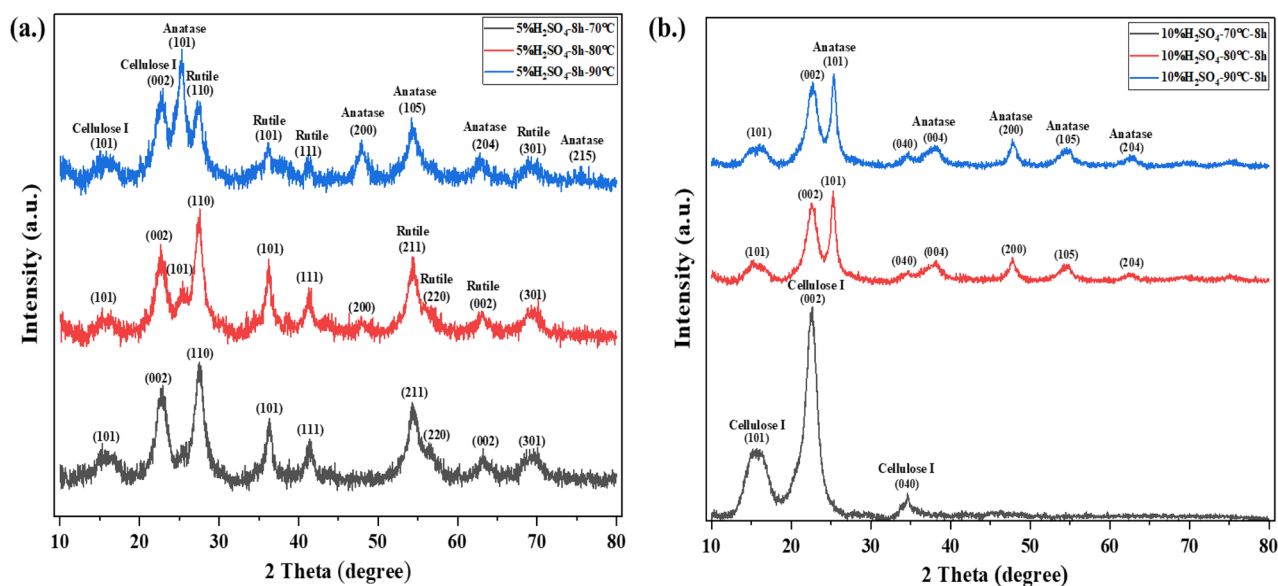 (a.)
5%H₂SO₄-8h-70℃
5%H₂SO₄-8h-80℃
5%H₂SO₄-8h-90℃
Anatase
(101)
Cellulose I
(002)
Rutile
(110)
Cellulose I
(101)
Rutile
(101)
Rutile
(111)
Anatase
(200)
Anatase
(105)
Anatase
(204)
Rutile
(301)
Anatase
(215)
(101)
(002)
(101)
(110)
(101)
(111)
(200)
Rutile
(211)
Rutile
(220)
Rutile
(002)
(301)
(101)
(002)
(110)
(101)
(111)
(211)
(220)
(002)
(301)
Intensity (a.u.)
10 20 30 40 50 60 70 80
2 Theta (degree)
(b.)
10%H₂SO₄-70℃-8h
10%H₂SO₄-80℃-8h
10%H₂SO₄-90℃-8h
(101)
(002)
Anatase
(101)
(040)
Anatase
(004)
Anatase
(200)
Anatase
(105)
Anatase
(204)
(101)
(002)
(101)
(040)
(004)
(200)
(105)
(204)
Cellulose I
(101)
Cellulose I
(002)
Cellulose I
(040)
Intensity (a.u.)
10 20 30 40 50 60 70 80
2 Theta (degree)